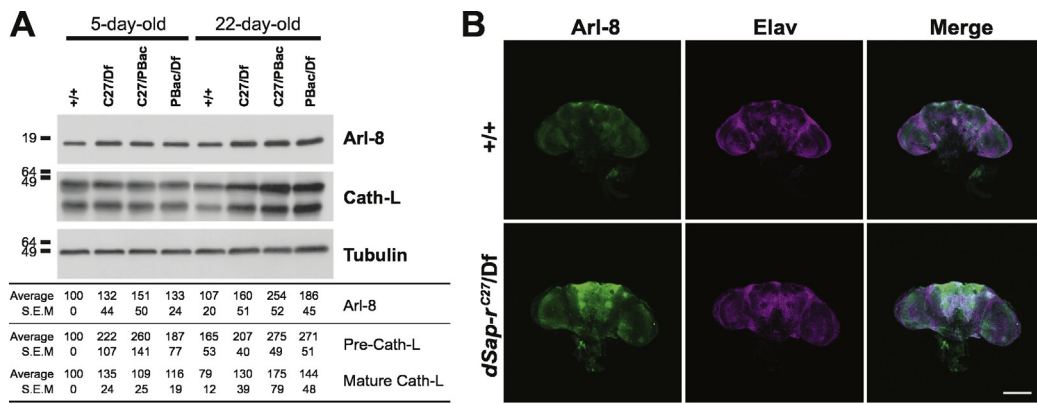 A
5-day-old 22-day-old
+/+ C27/Df C27/PBac PBac/Df +/+ C27/Df C27/PBac PBac/Df
19 Arl-8
64
49 Cath-L
64
49 Tubulin
Average 100 132 151 133 107 160 254 186 Arl-8
S.E.M 0 44 50 24 20 51 52 45
Average 100 222 260 187 165 207 275 271 Pre-Cath-L
S.E.M 0 107 141 77 53 40 49 51
Average 100 135 109 116 79 130 175 144 Mature Cath-L
S.E.M 0 24 25 19 12 39 79 48
B
Arl-8 Elav Merge
+/+
dSap-r^C27/Df